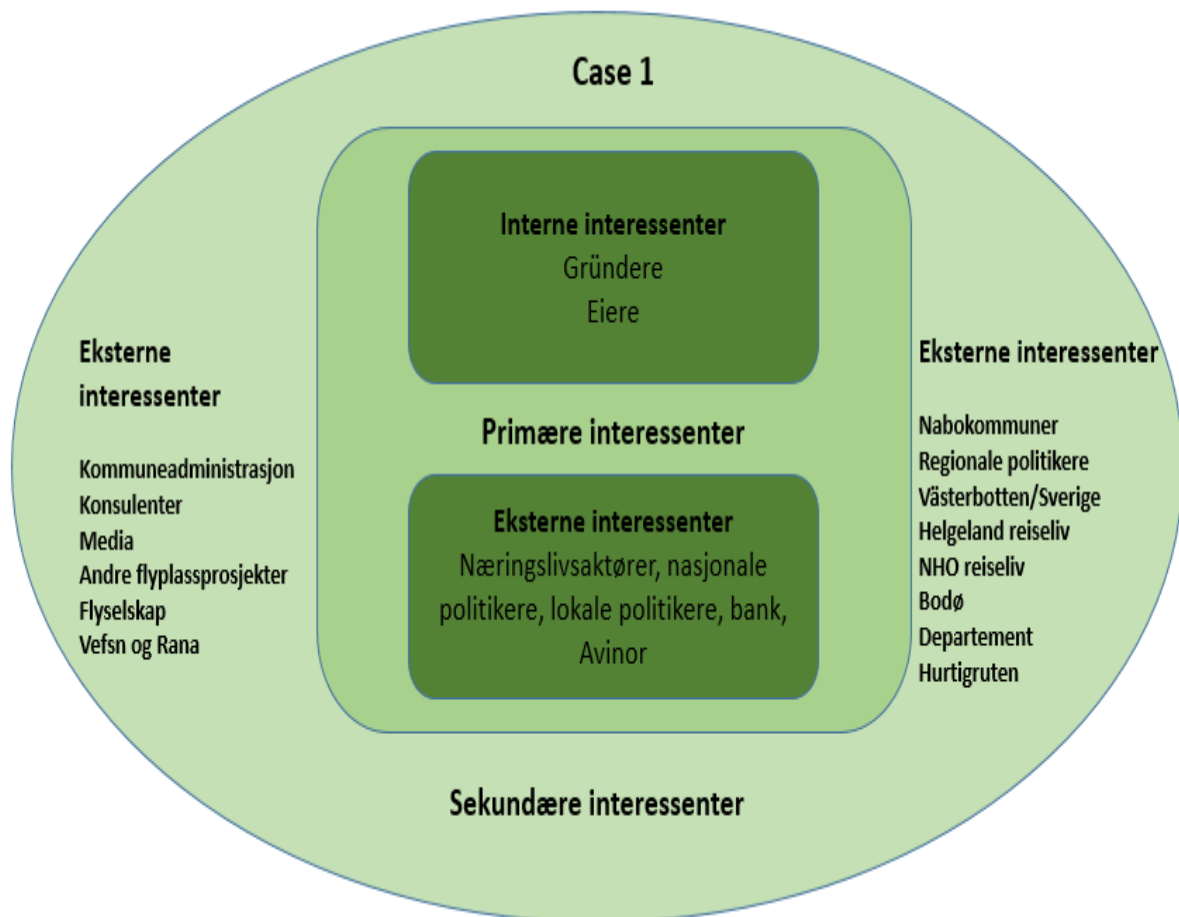 Case 1
Interne interessenter
Gründere
Eiere
Primære interessenter
Eksterne interessenter
Næringslivsaktører, nasjonale
politikere, lokale politikere, bank,
Avinor
Eksterne
interessenter
Kommuneadministrasjon
Konsulenter
Media
Andre flyplassprosjekter
Flyselskap
Vefsn og Rana
Eksterne interessenter
Nabokommuner
Regionale politikere
Västerbotten/Sverige
Helgeland reiseliv
NHO reiseliv
Bodø
Departement
Hurtigruten
Sekundære interessenter